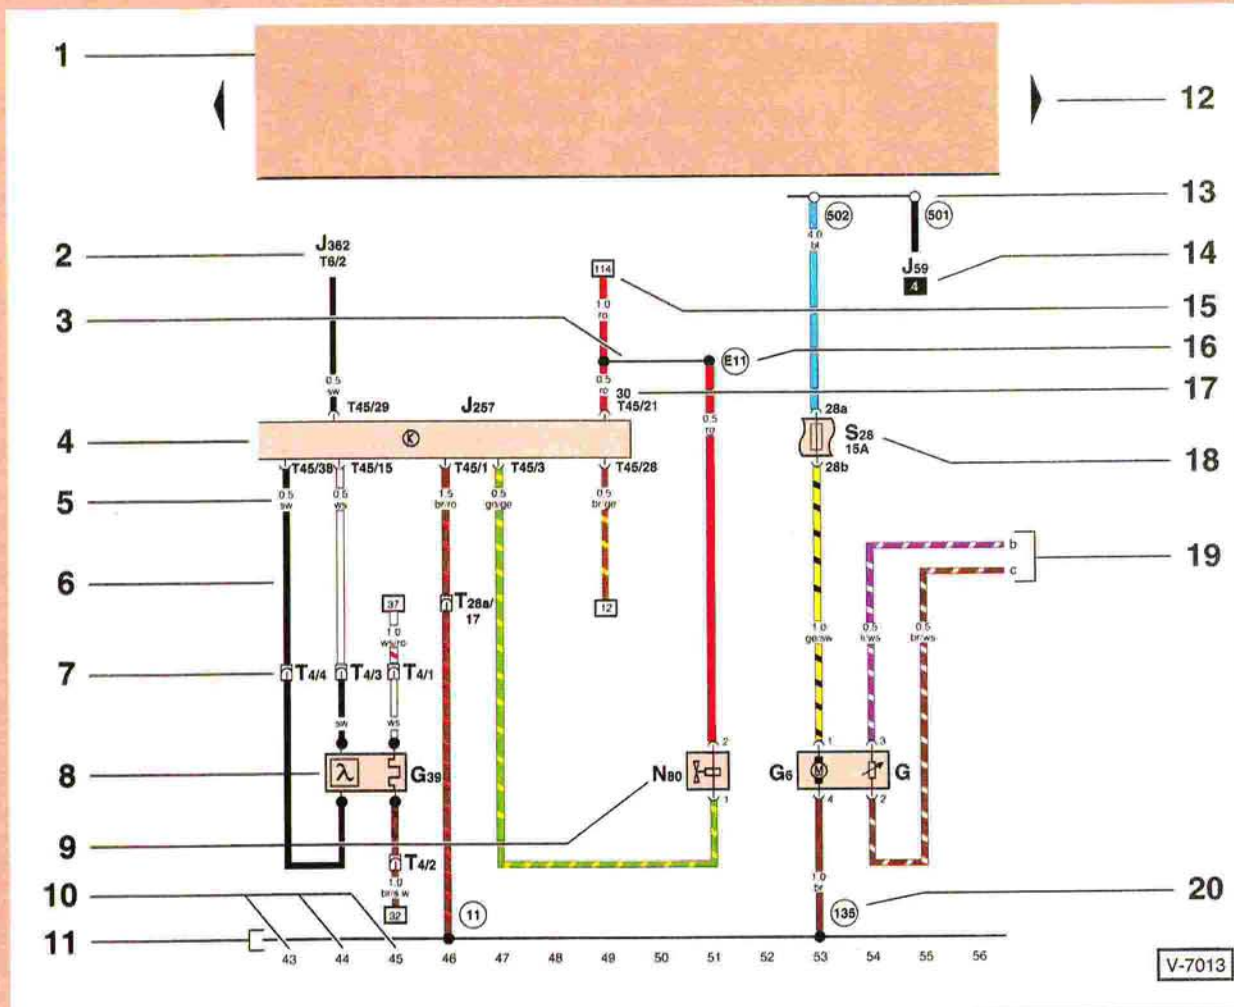 1
12
13
502
501
4.0
bl
2
J362
T6/2
14
J59
4
114
15
1.0
ro
3
16
E11
0.5
sw
0.5
ro
30
17
T45/29
J257
T45/21
28a
4
K
0.5
ro
S28
15A
18
T45/38
T45/15
T45/1
T45/3
T45/28
28b
5
0.5
sw
0.5
ws
1.5
br/ro
0.5
gn/ge
0.5
br/ge
b
c
19
6
37
T28a/
17
12
1.0
ws/ro
1.0
ge/sw
0.5
li/ws
0.5
br/ws
7
T4/4
T4/3
T4/1
sw
ws
2
1
3
8
λ
G39
N80
G6
M
G
1
4
2
9
T4/2
1.0
br/sw
1.0
br
10
32
11
135
20
11
43
44
45
46
47
48
49
50
51
52
53
54
55
56
V-7013